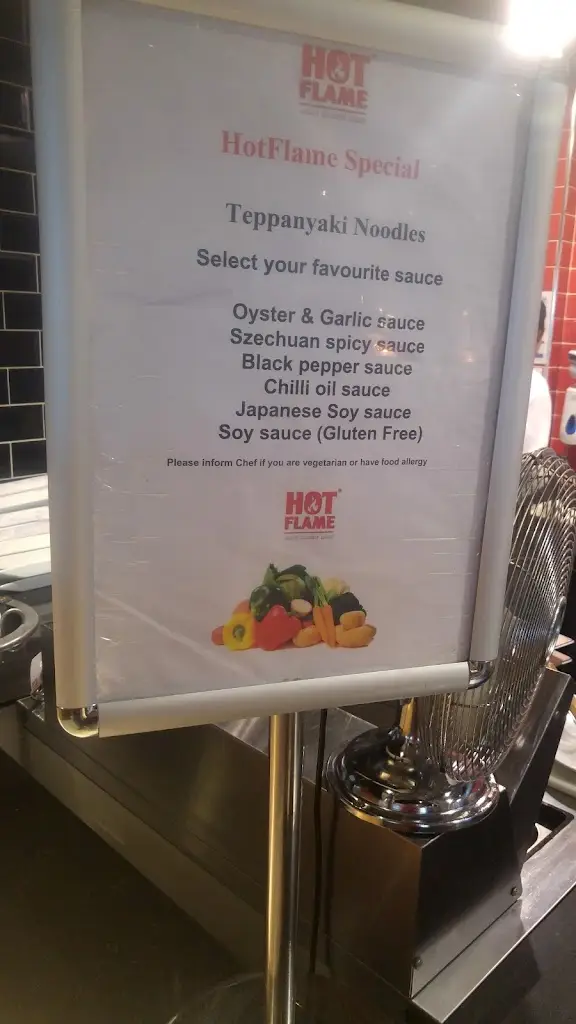 HOT
FLAME
HotFlame Special
Teppanyaki Noodles
Select your favourite sauce
Oyster & Garlic sauce
Szechuan spicy sauce
Black pepper sauce
Chilli oil sauce
Japanese Soy sauce
Soy sauce (Gluten Free)
Please inform Chef if you are vegetarian or have food allergy
HOT
FLAME